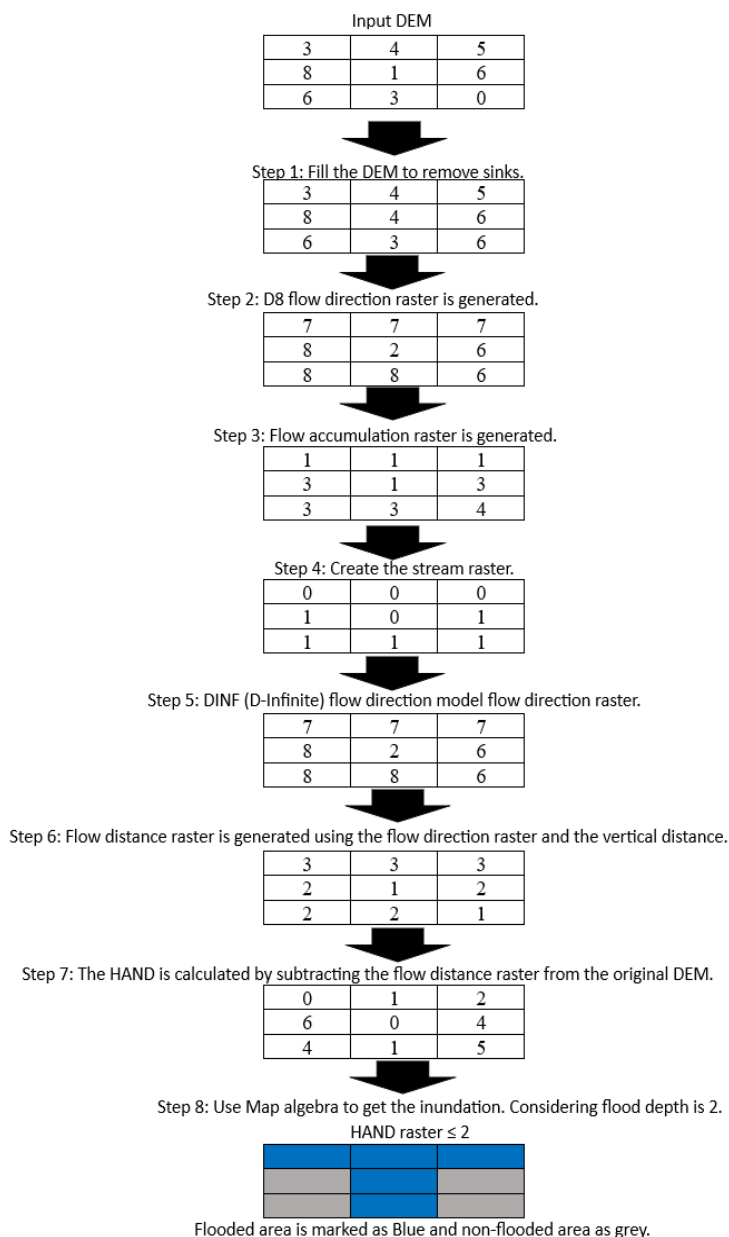 Input DEM
3 4 5
8 1 6
6 3 0
Step 1: Fill the DEM to remove sinks.
3 4 5
8 4 6
6 3 6
Step 2: D8 flow direction raster is generated.
7 7 7
8 2 6
8 8 6
Step 3: Flow accumulation raster is generated.
1 1 1
3 1 3
3 3 4
Step 4: Create the stream raster.
0 0 0
1 0 1
1 1 1
Step 5: DINF (D-Infinite) flow direction model flow direction raster.
7 7 7
8 2 6
8 8 6
Step 6: Flow distance raster is generated using the flow direction raster and the vertical distance.
3 3 3
2 1 2
2 2 1
Step 7: The HAND is calculated by subtracting the flow distance raster from the original DEM.
0 1 2
6 0 4
4 1 5
Step 8: Use Map algebra to get the inundation. Considering flood depth is 2.
HAND raster ≤ 2
Flooded area is marked as Blue and non-flooded area as grey.